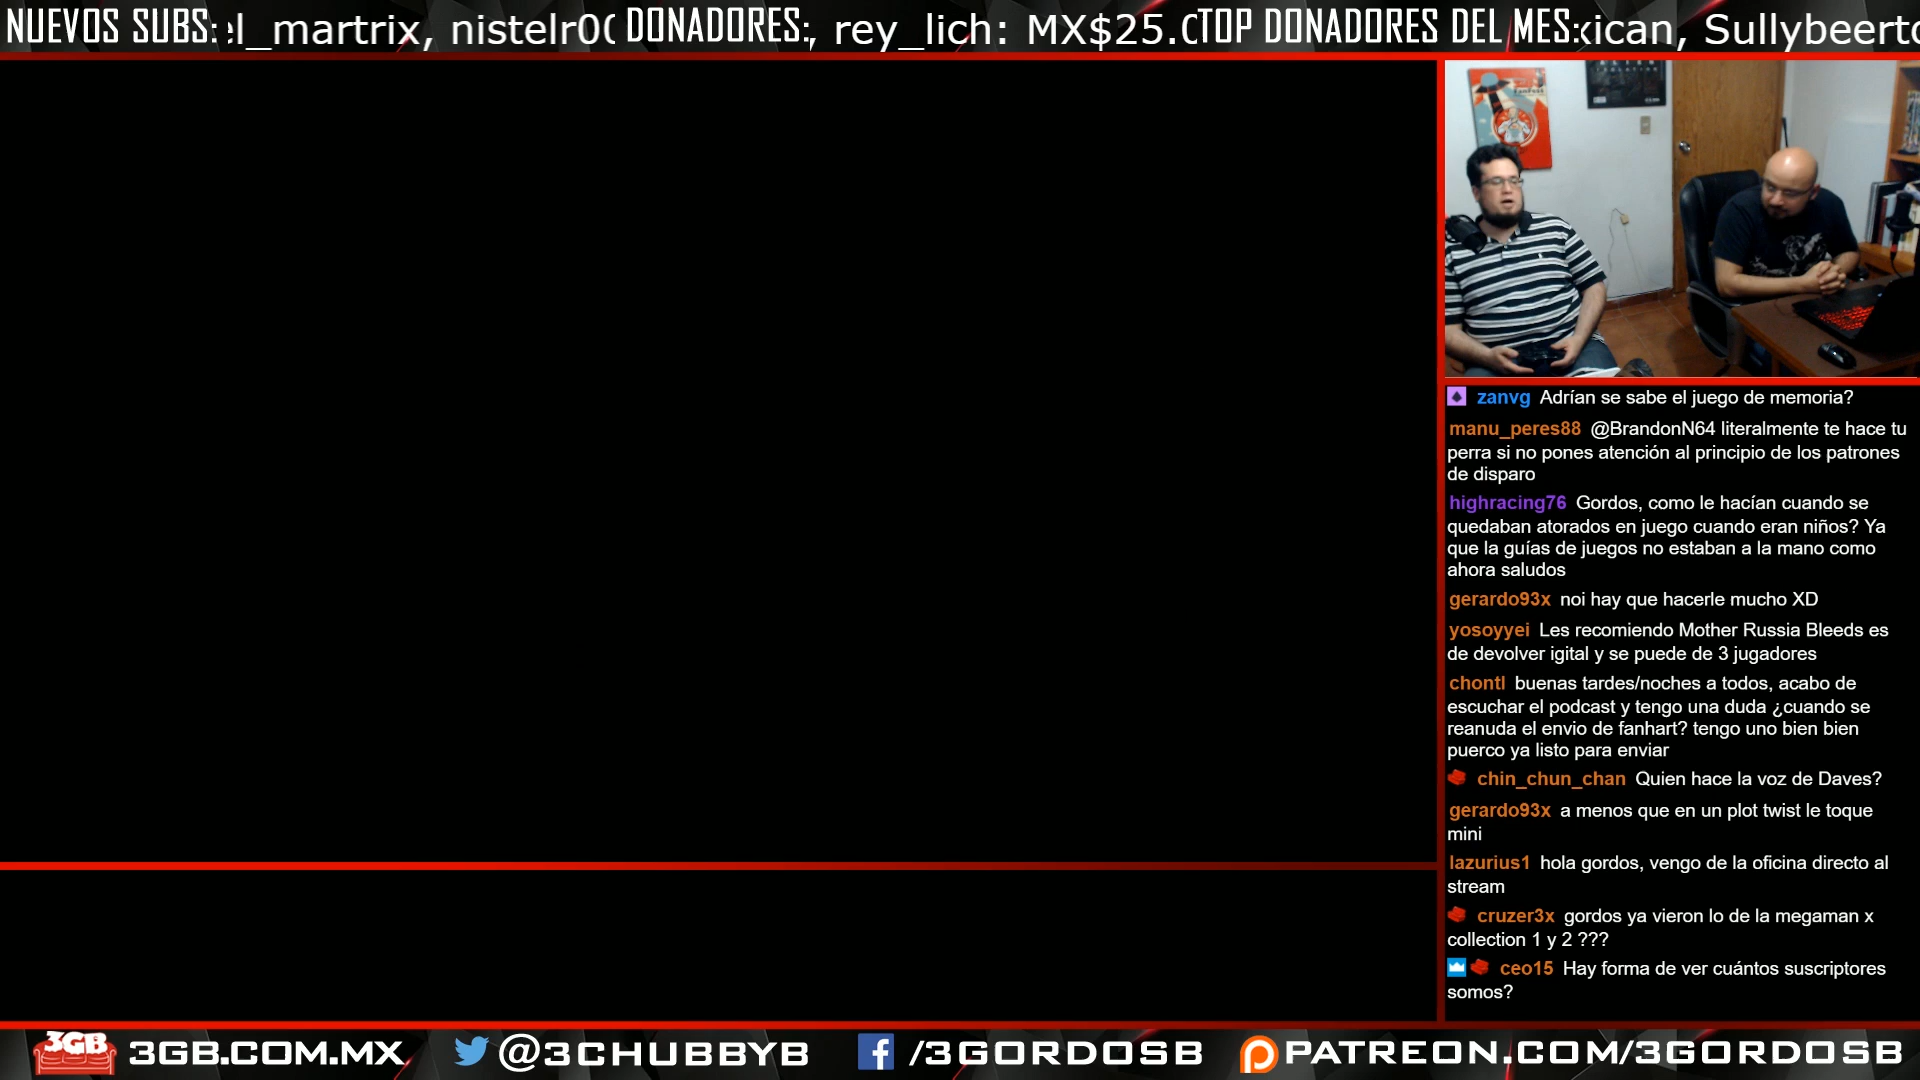 NUEVOS SUBS: el_martrix, nistelr0( DONADORES:, rey_lich: MX$25.0 TOP DONADORES DEL MES: xican, Sullybeerto
zanvg Adrían se sabe el juego de memoria?
manu_peres88 @BrandonN64 literalmente te hace tu
perra si no pones atención al principio de los patrones
de disparo
highracing76 Gordos, como le hacían cuando se
quedaban atorados en juego cuando eran niños? Ya
que la guías de juegos no estaban a la mano como
ahora saludos
gerardo93x noi hay que hacerle mucho XD
yosoyyei Les recomiendo Mother Russia Bleeds es
de devolver igital y se puede de 3 jugadores
chontl buenas tardes/noches a todos, acabo de
escuchar el podcast y tengo una duda ¿cuando se
reanuda el envio de fanhart? tengo uno bien bien
puerco ya listo para enviar
chin_chun_chan Quien hace la voz de Daves?
gerardo93x a menos que en un plot twist le toque
mini
lazurius1 hola gordos, vengo de la oficina directo al
stream
cruzer3x gordos ya vieron lo de la megaman x
collection 1 y 2 ???
ceo15 Hay forma de ver cuántos suscriptores
somos?
3GB 3GB.COM.MX @3CHUBBYB /3GORDOSB PATREON.COM/3GORDOSB